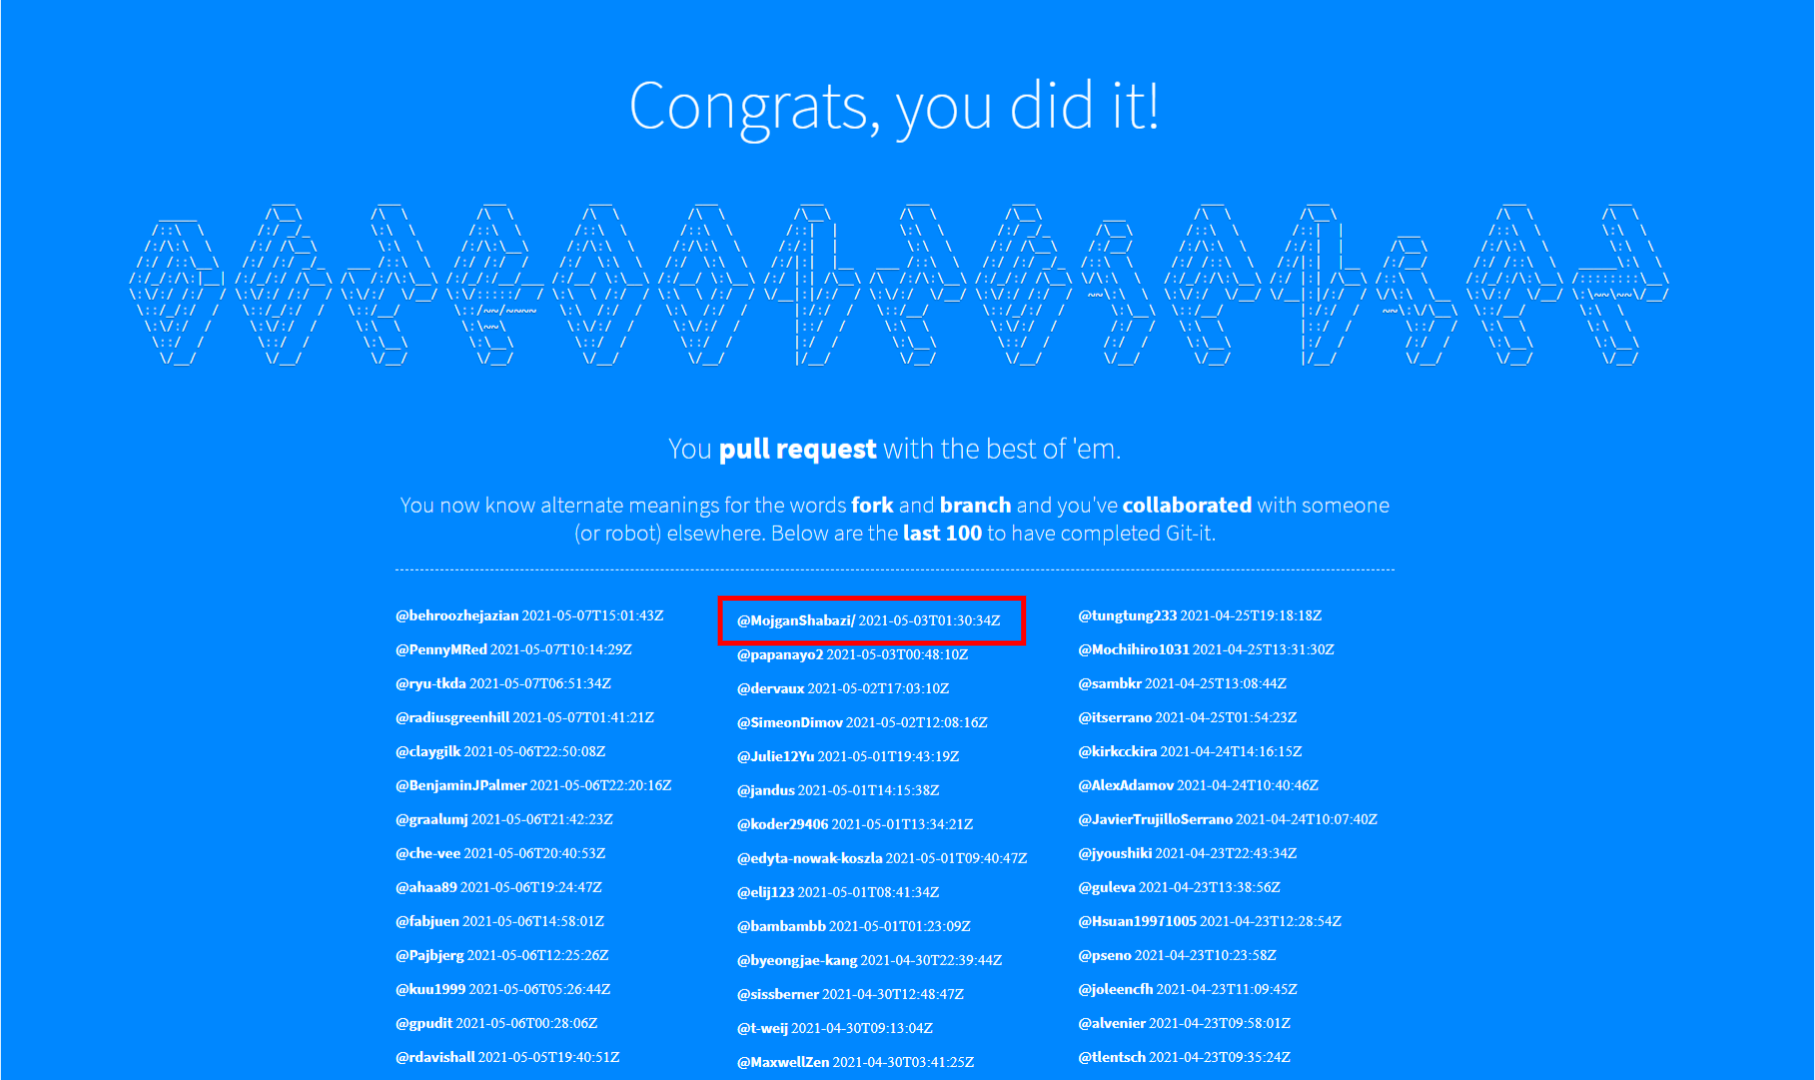 Congrats, you did it!
You pull request with the best of 'em.
You now know alternate meanings for the words fork and branch and you've collaborated with someone
(or robot) elsewhere. Below are the last 100 to have completed Git-it.
@behroozhejazian 2021-05-07T15:01:43Z
@PennyMRed 2021-05-07T10:14:29Z
@ryu-tkda 2021-05-07T06:51:34Z
@radiusgreenhill 2021-05-07T01:41:21Z
@claygilk 2021-05-06T22:50:08Z
@BenjaminJPalmer 2021-05-06T22:20:16Z
@graalumj 2021-05-06T21:42:23Z
@che-vee 2021-05-06T20:40:53Z
@ahaa89 2021-05-06T19:24:47Z
@fabjuen 2021-05-06T14:58:01Z
@Pajbjerg 2021-05-06T12:25:26Z
@kuu1999 2021-05-06T05:26:44Z
@gpudit 2021-05-06T00:28:06Z
@rdavishall 2021-05-05T19:40:51Z
@MojganShabazi/ 2021-05-03T01:30:34Z
@papanayo2 2021-05-03T00:48:10Z
@dervaux 2021-05-02T17:03:10Z
@SimeonDimov 2021-05-02T12:08:16Z
@Julie12Yu 2021-05-01T19:43:19Z
@jandus 2021-05-01T14:15:38Z
@koder29406 2021-05-01T13:34:21Z
@edyta-nowak-koszla 2021-05-01T09:40:47Z
@elij123 2021-05-01T08:41:34Z
@bambambb 2021-05-01T01:23:09Z
@byeongjae-kang 2021-04-30T22:39:44Z
@sissberner 2021-04-30T12:48:47Z
@t-weij 2021-04-30T09:13:04Z
@MaxwellZen 2021-04-30T03:41:25Z
@tungtung233 2021-04-25T19:18:18Z
@Mochihiro1031 2021-04-25T13:31:30Z
@sambkr 2021-04-25T13:08:44Z
@itserrano 2021-04-25T01:54:23Z
@kirkcckira 2021-04-24T14:16:15Z
@AlexAdamov 2021-04-24T10:40:46Z
@JavierTrujilloSerrano 2021-04-24T10:07:40Z
@jyoushiki 2021-04-23T22:43:34Z
@guleva 2021-04-23T13:38:56Z
@Hsuan19971005 2021-04-23T12:28:54Z
@pseno 2021-04-23T10:23:58Z
@joleencfh 2021-04-23T11:09:45Z
@alvenier 2021-04-23T09:58:01Z
@tlentsch 2021-04-23T09:35:24Z